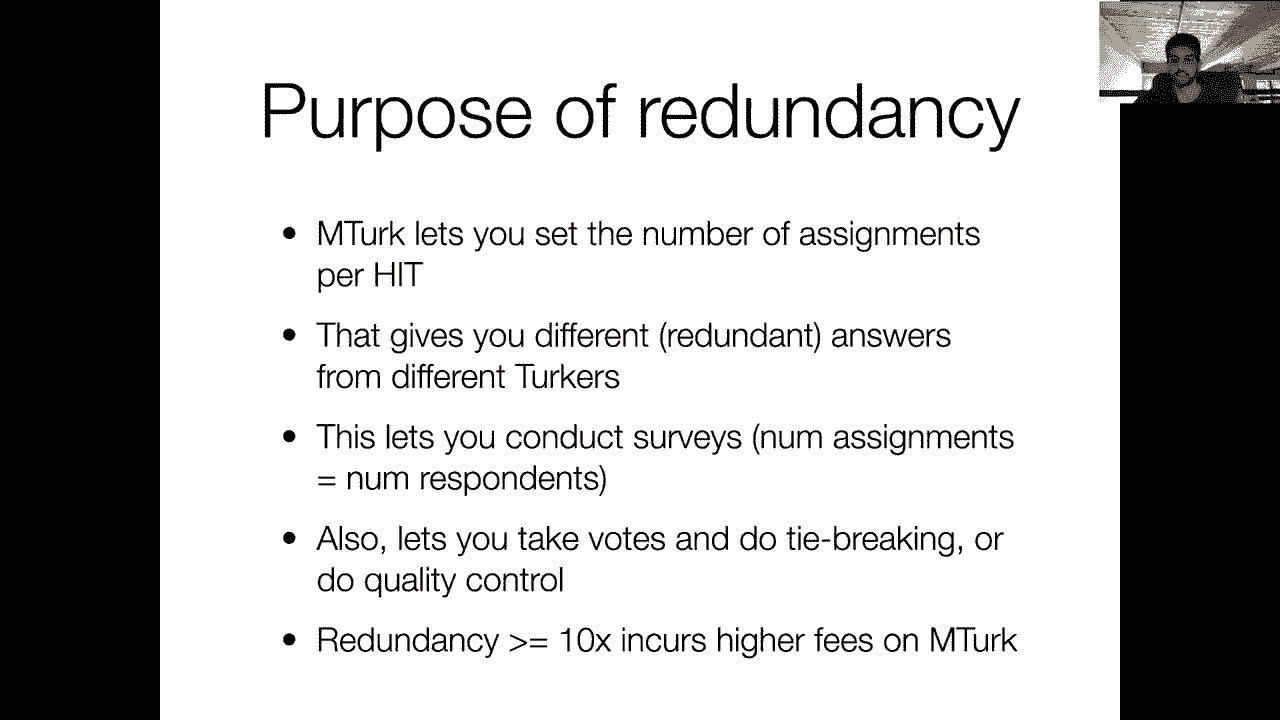 Purpose of redundancy
• MTurk lets you set the number of assignments
per HIT
• That gives you different (redundant) answers
from different Turkers
• This lets you conduct surveys (num assignments
= num respondents)
• Also, lets you take votes and do tie-breaking, or
do quality control
• Redundancy >= 10x incurs higher fees on MTurk